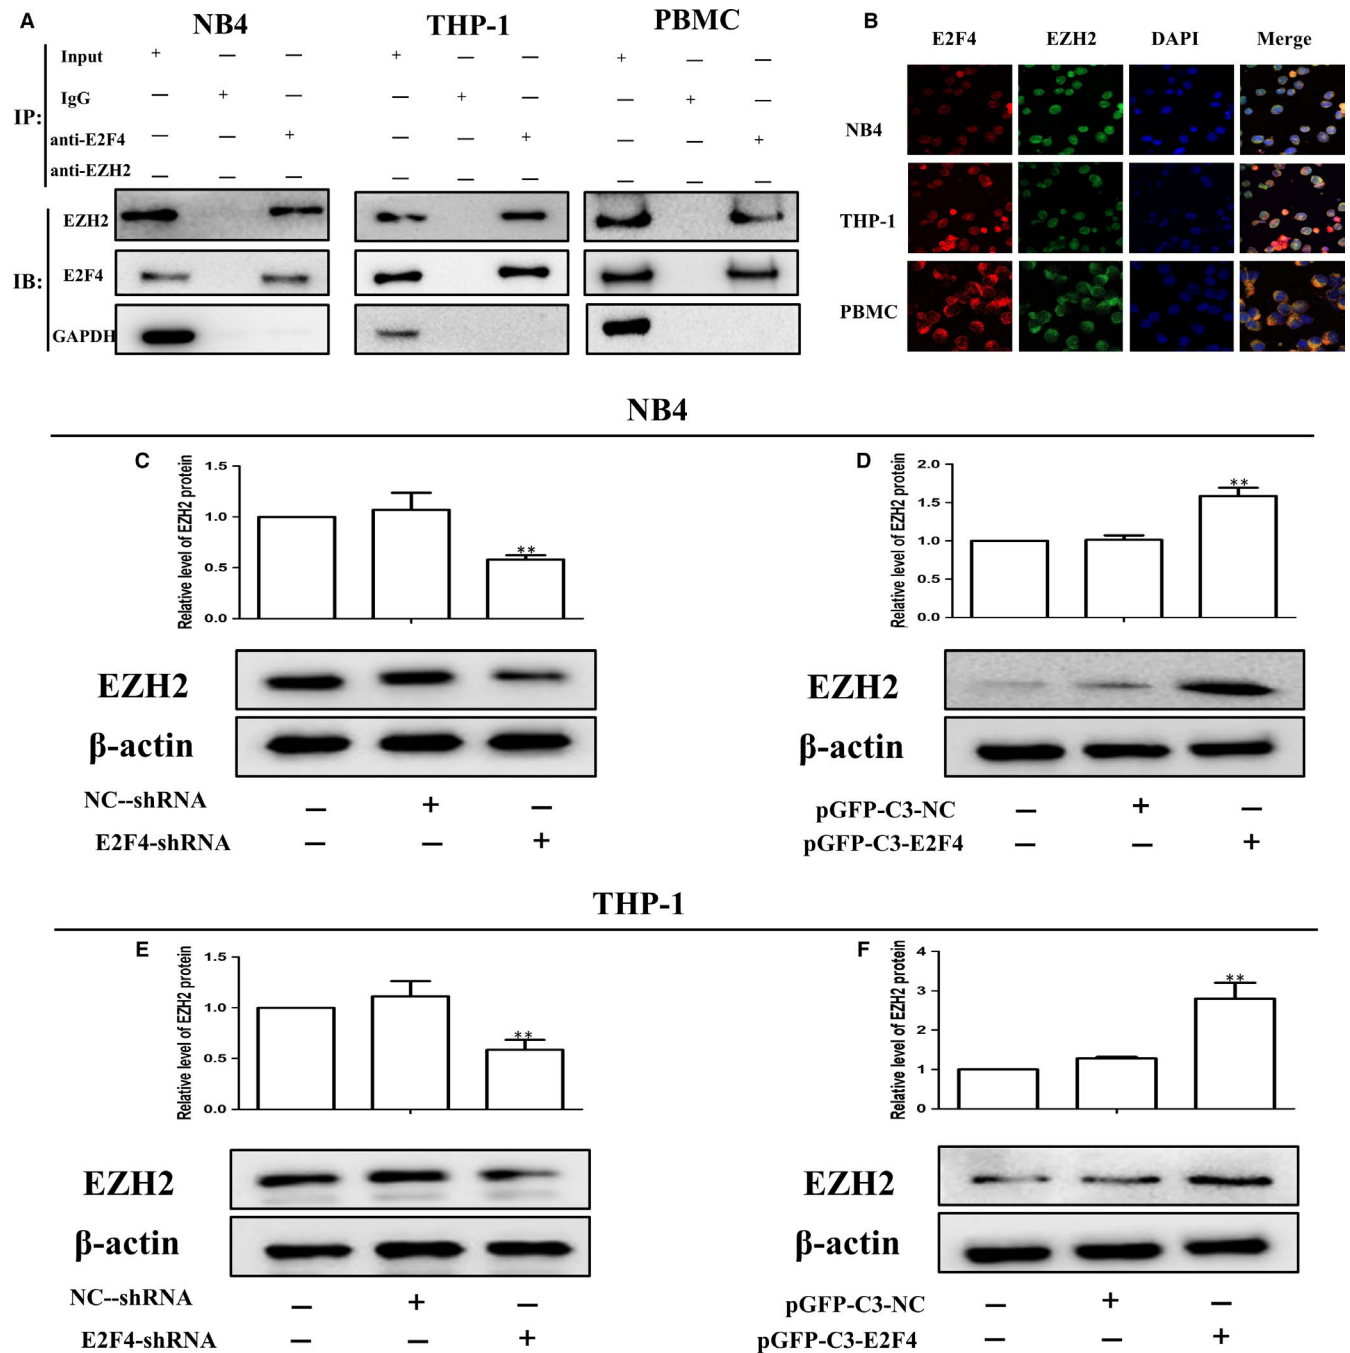 A
NB4 THP-1 PBMC
IP:
Input + — — + — — + — —
IgG — + — — + — — + —
anti-E2F4 — — + — — + — — +
anti-EZH2 — — — — — — — — —
IB:
EZH2
E2F4
GAPDH
B
E2F4 EZH2 DAPI Merge
NB4
THP-1
PBMC
NB4
C
Relative level of EZH2 protein
1.5
1.0
0.5
0.0
**
EZH2
β-actin
NC--shRNA — + —
E2F4-shRNA — — +
D
Relative level of EZH2 protein
2.0
1.5
1.0
0.5
0.0
**
EZH2
β-actin
pGFP-C3-NC — + —
pGFP-C3-E2F4 — — +
THP-1
E
Relative level of EZH2 protein
1.5
1.0
0.5
0.0
**
EZH2
β-actin
NC--shRNA — + —
E2F4-shRNA — — +
F
Relative level of EZH2 protein
4
3
2
1
0
**
EZH2
β-actin
pGFP-C3-NC — + —
pGFP-C3-E2F4 — — +